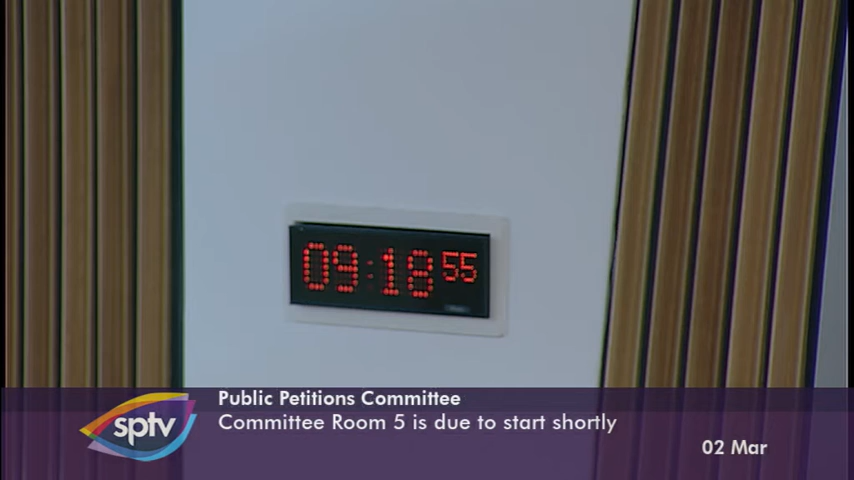 09:18 55
Public Petitions Committee
Committee Room 5 is due to start shortly
sptv
02 Mar